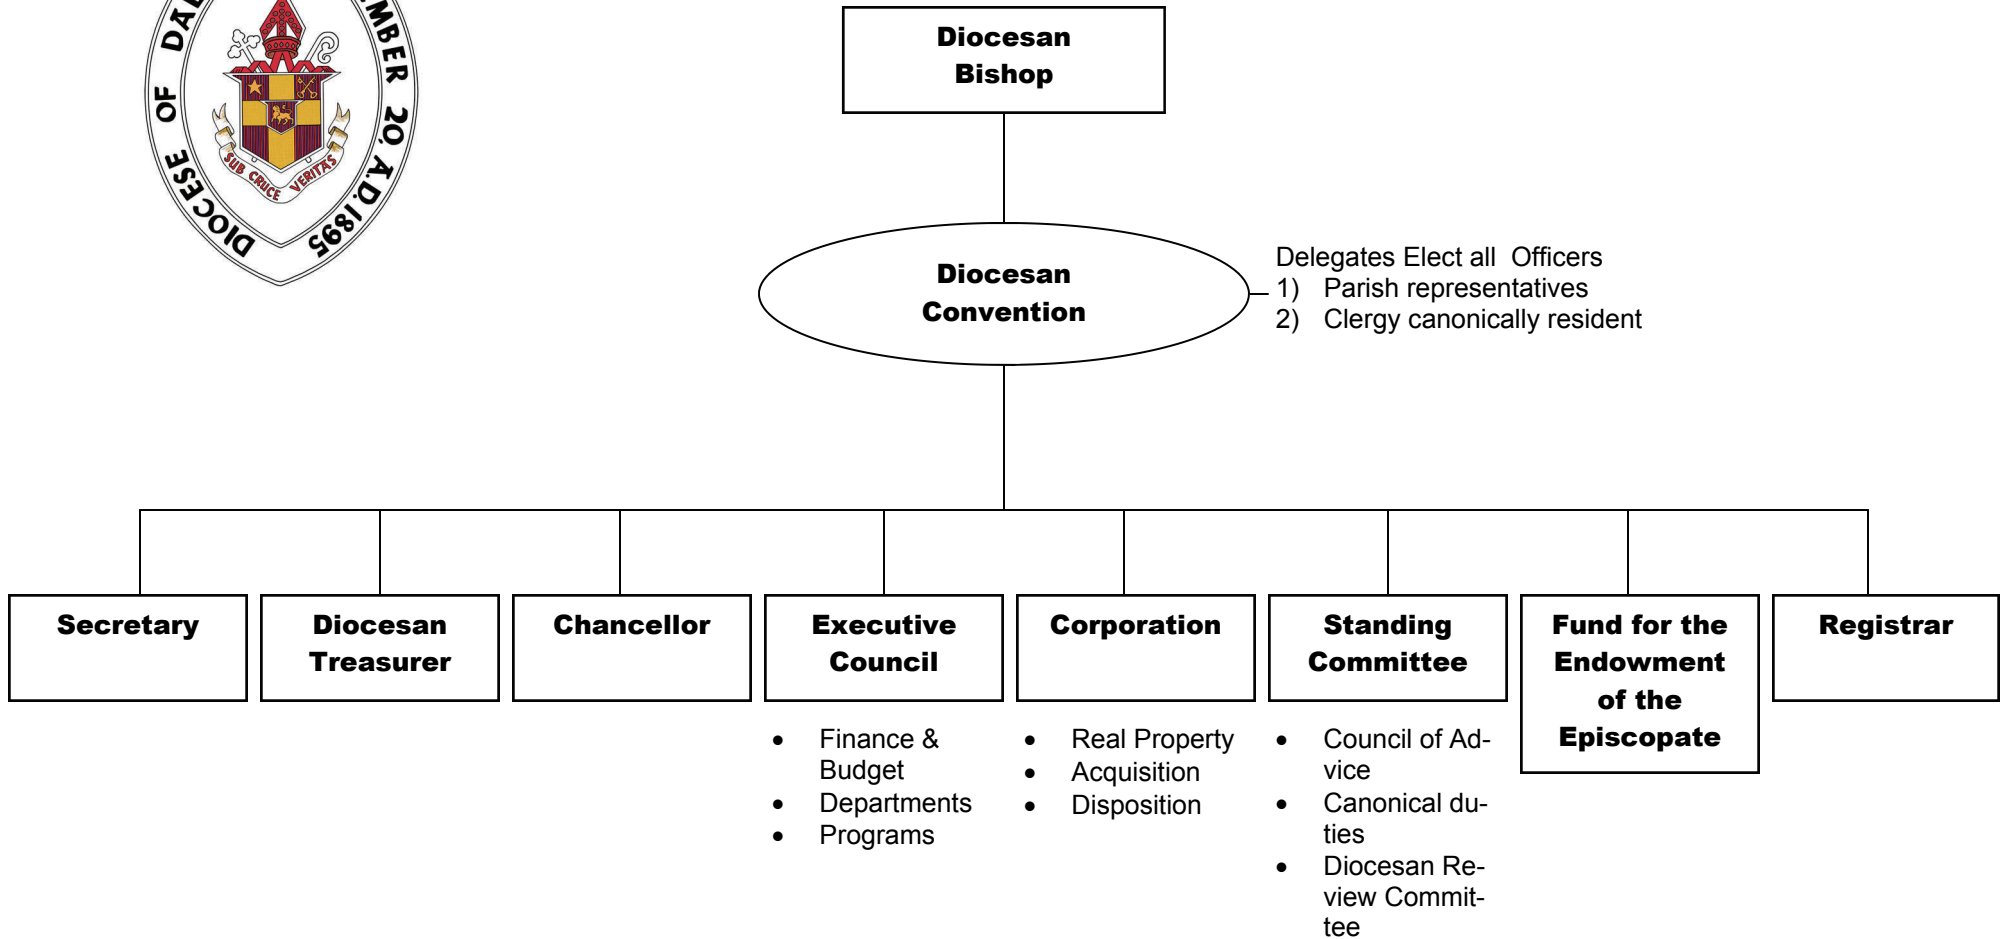 DIOCESE OF
20, A.D. 1895
SUB CRUCE VERITAS
Diocesan
Bishop
Diocesan
Convention
Delegates Elect all Officers
1) Parish representatives
2) Clergy canonically resident
Secretary
Diocesan
Treasurer
Chancellor
Executive
Council
• Finance &
Budget
• Departments
• Programs
Corporation
• Real Property
• Acquisition
• Disposition
Standing
Committee
• Council of Ad-
vice
• Canonical du-
ties
• Diocesan Re-
view Commit-
tee
Fund for the
Endowment
of the
Episcopate
Registrar